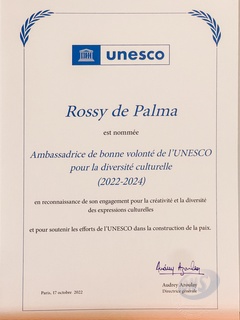 unesco
Rossy de Palma
est nommée
Ambassadrice de bonne volonté de l'UNESCO
pour la diversité culturelle
(2022-2024)
en reconnaissance de son engagement pour la créativité et la diversité
des expressions culturelles
et pour soutenir les efforts de l'UNESCO dans la construction de la paix.
Audrey Azoulay
Directrice générale
Paris, 17 octobre 2022